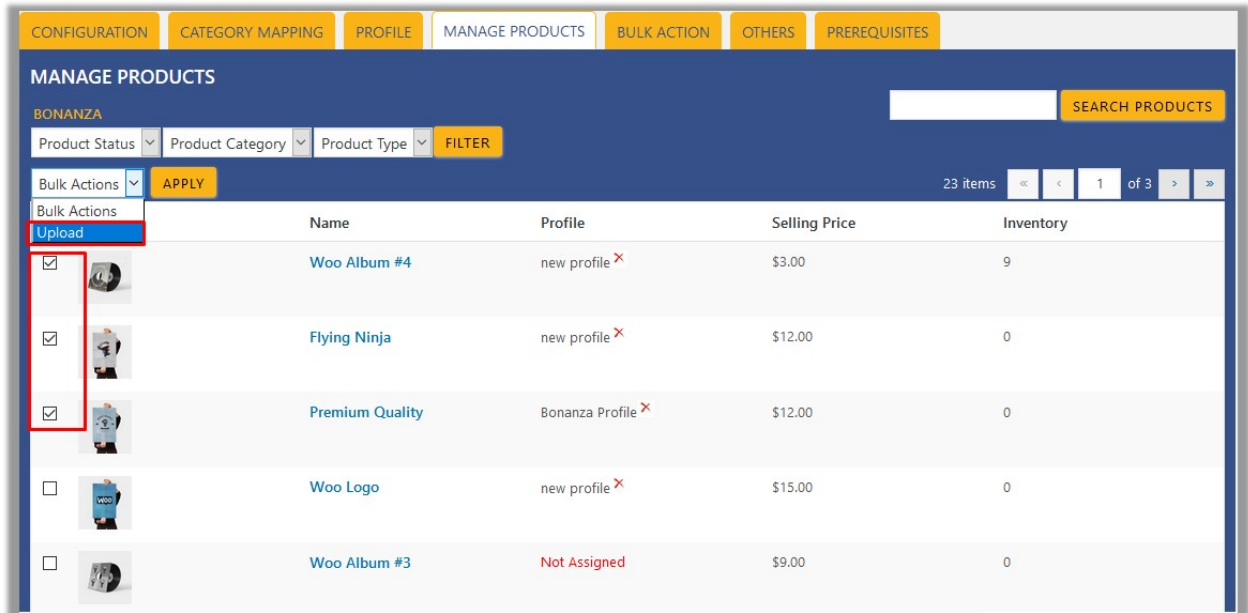 CONFIGURATION CATEGORY MAPPING PROFILE MANAGE PRODUCTS BULK ACTION OTHERS PREREQUISITES
MANAGE PRODUCTS
SEARCH PRODUCTS
BONANZA
Product Status Product Category Product Type FILTER
Bulk Actions APPLY 23 items « ‹ 1 of 3 › »
Bulk Actions
Upload
Name Profile Selling Price Inventory
Woo Album #4 new profile $3.00 9
Flying Ninja new profile $12.00 0
Premium Quality Bonanza Profile $12.00 0
Woo Logo new profile $15.00 0
WOO
Woo Album #3 Not Assigned $9.00 0